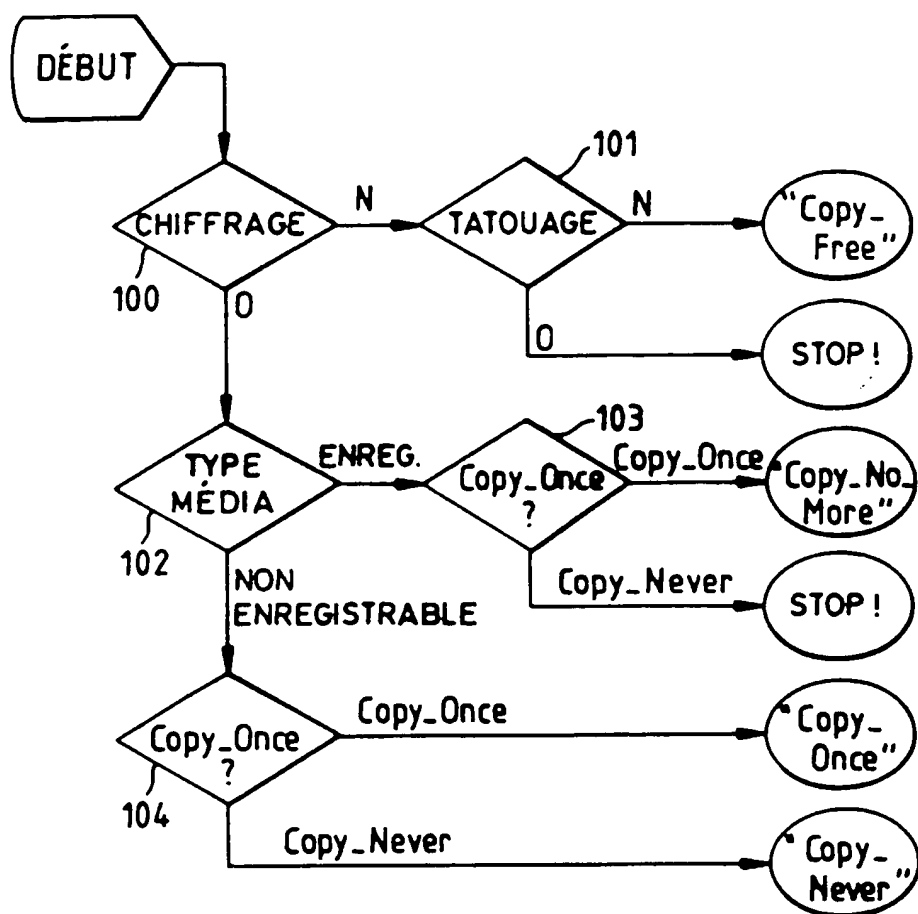 DÉBUT
101
CHIFFRAGE
N
TATOUAGE
N
"Copy_
Free"
100
O
O
STOP !
103
TYPE
MÉDIA
ENREG.
Copy_Once
?
Copy_Once
"Copy_No_
More"
102
NON
ENREGISTRABLE
Copy_Never
STOP !
Copy_Once
?
Copy_Once
"Copy_
Once"
104
Copy_Never
"Copy_
Never"